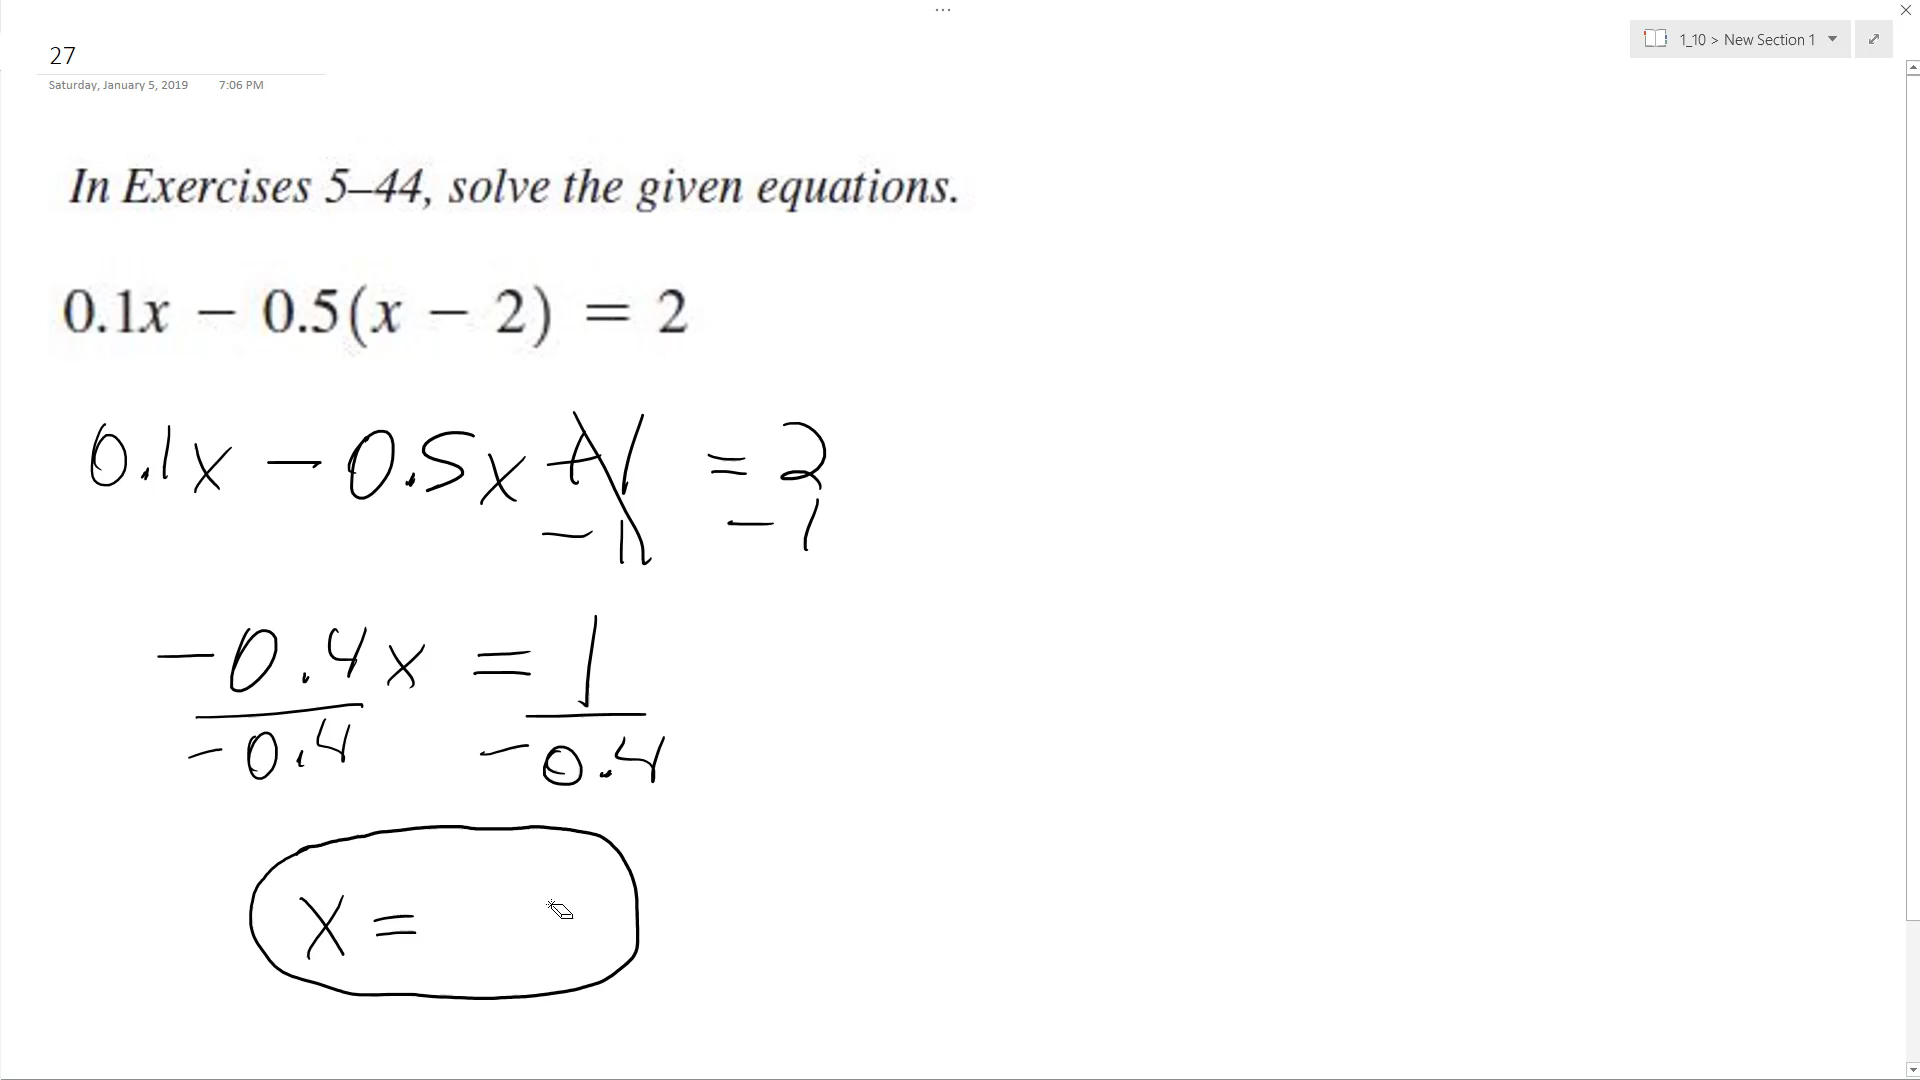 ...
1_10 > New Section 1
27
Saturday, January 5, 2019 7:06 PM
In Exercises 5–44, solve the given equations.
0.1x − 0.5(x − 2) = 2
0.1x − 0.5x + 1 = 2
−1 −1
−0.4x = 1
−0.4 −0.4
x =